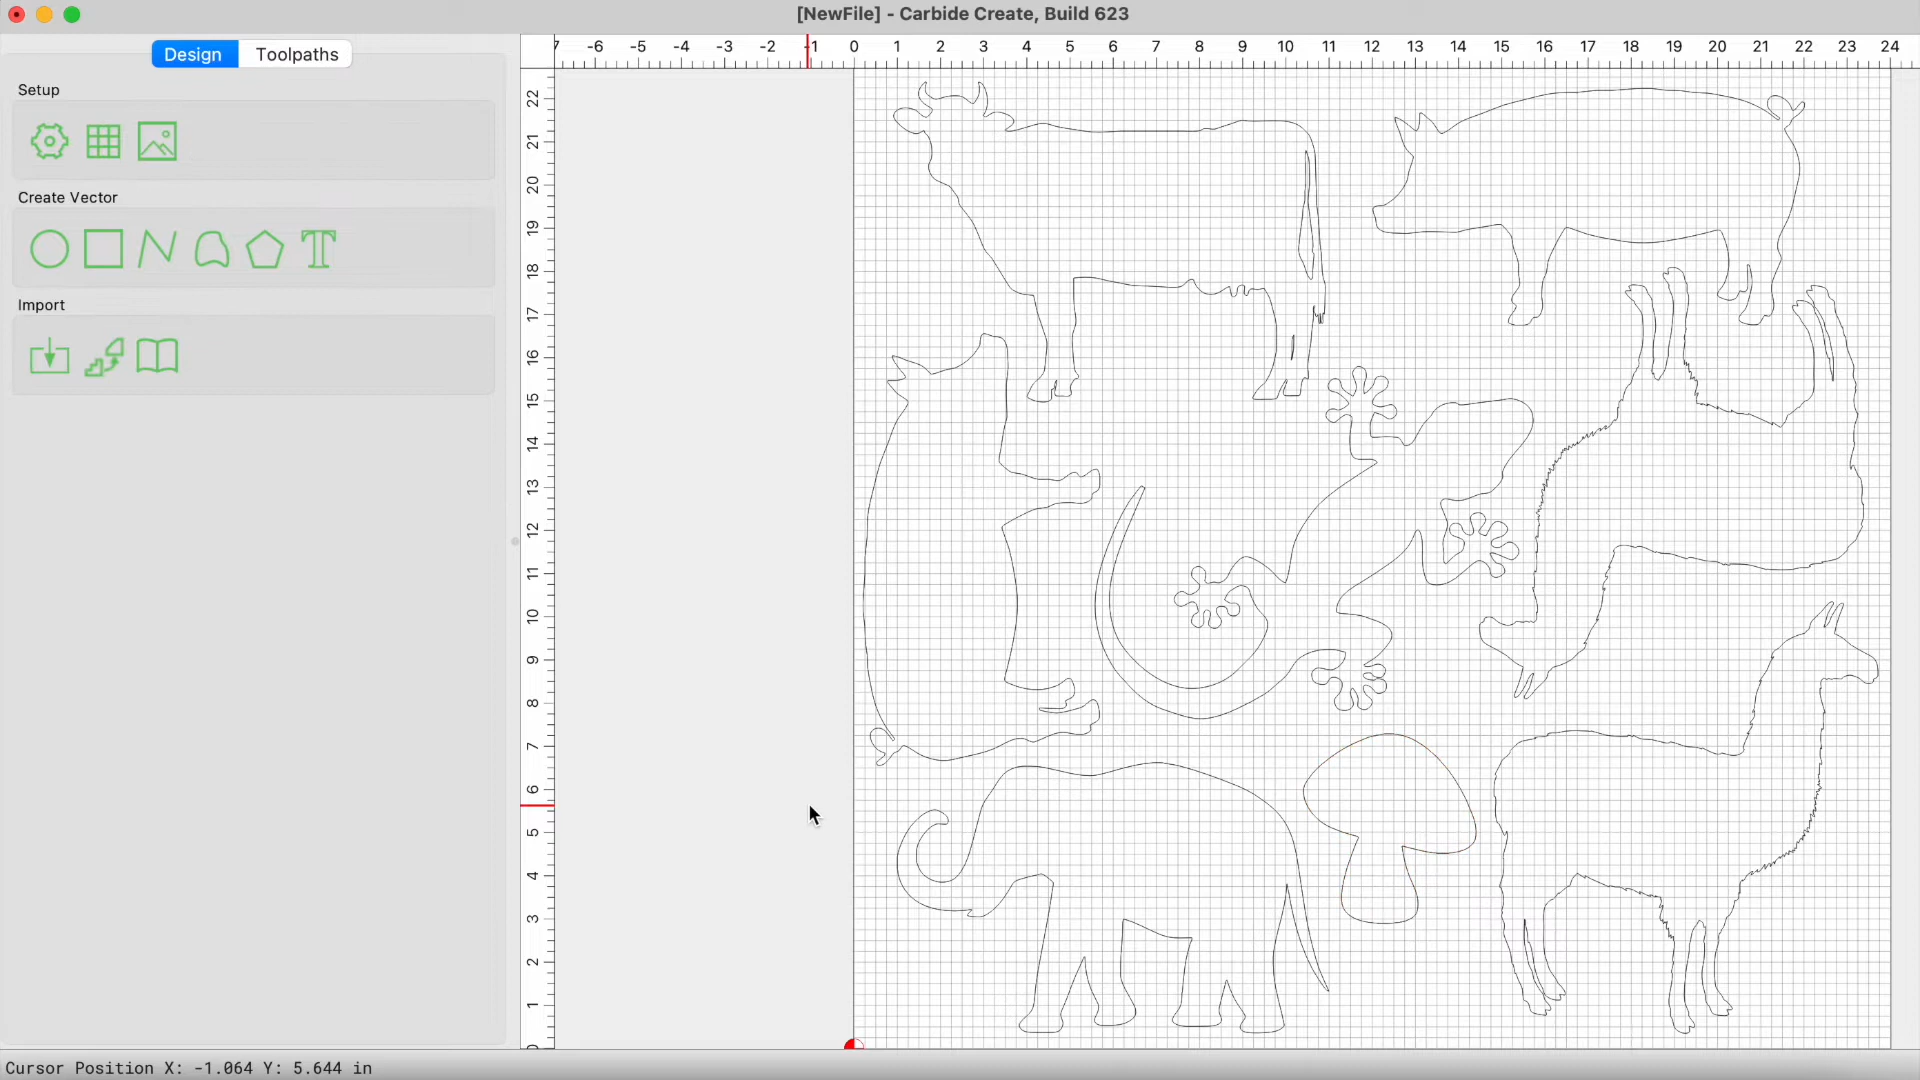 [NewFile] - Carbide Create, Build 623
Design Toolpaths
7 -6 -5 -4 -3 -2 -1 0 1 2 3 4 5 6 7 8 9 10 11 12 13 14 15 16 17 18 19 20 21 22 23 24
Setup
Create Vector
T
Import
22
21
20
19
18
17
16
15
14
13
12
11
10
9
8
7
6
5
4
3
2
1
0
Cursor Position X: -1.064 Y: 5.644 in